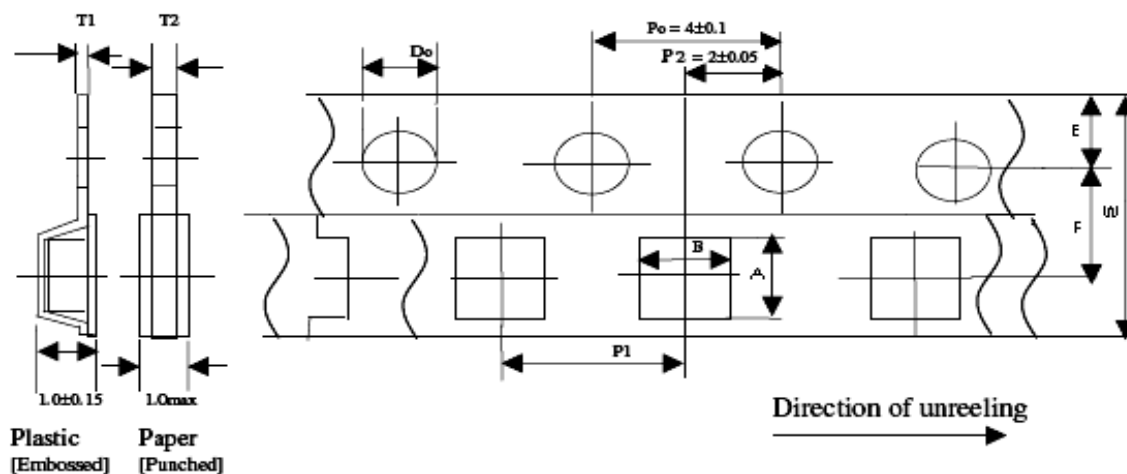 T1
T2
Po = 4±0.1
Do
P2 = 2±0.05
E
F
W
B
A
P1
1.0±0.15
1.0max
Direction of unreeling
Plastic
[Embossed]
Paper
[Punched]